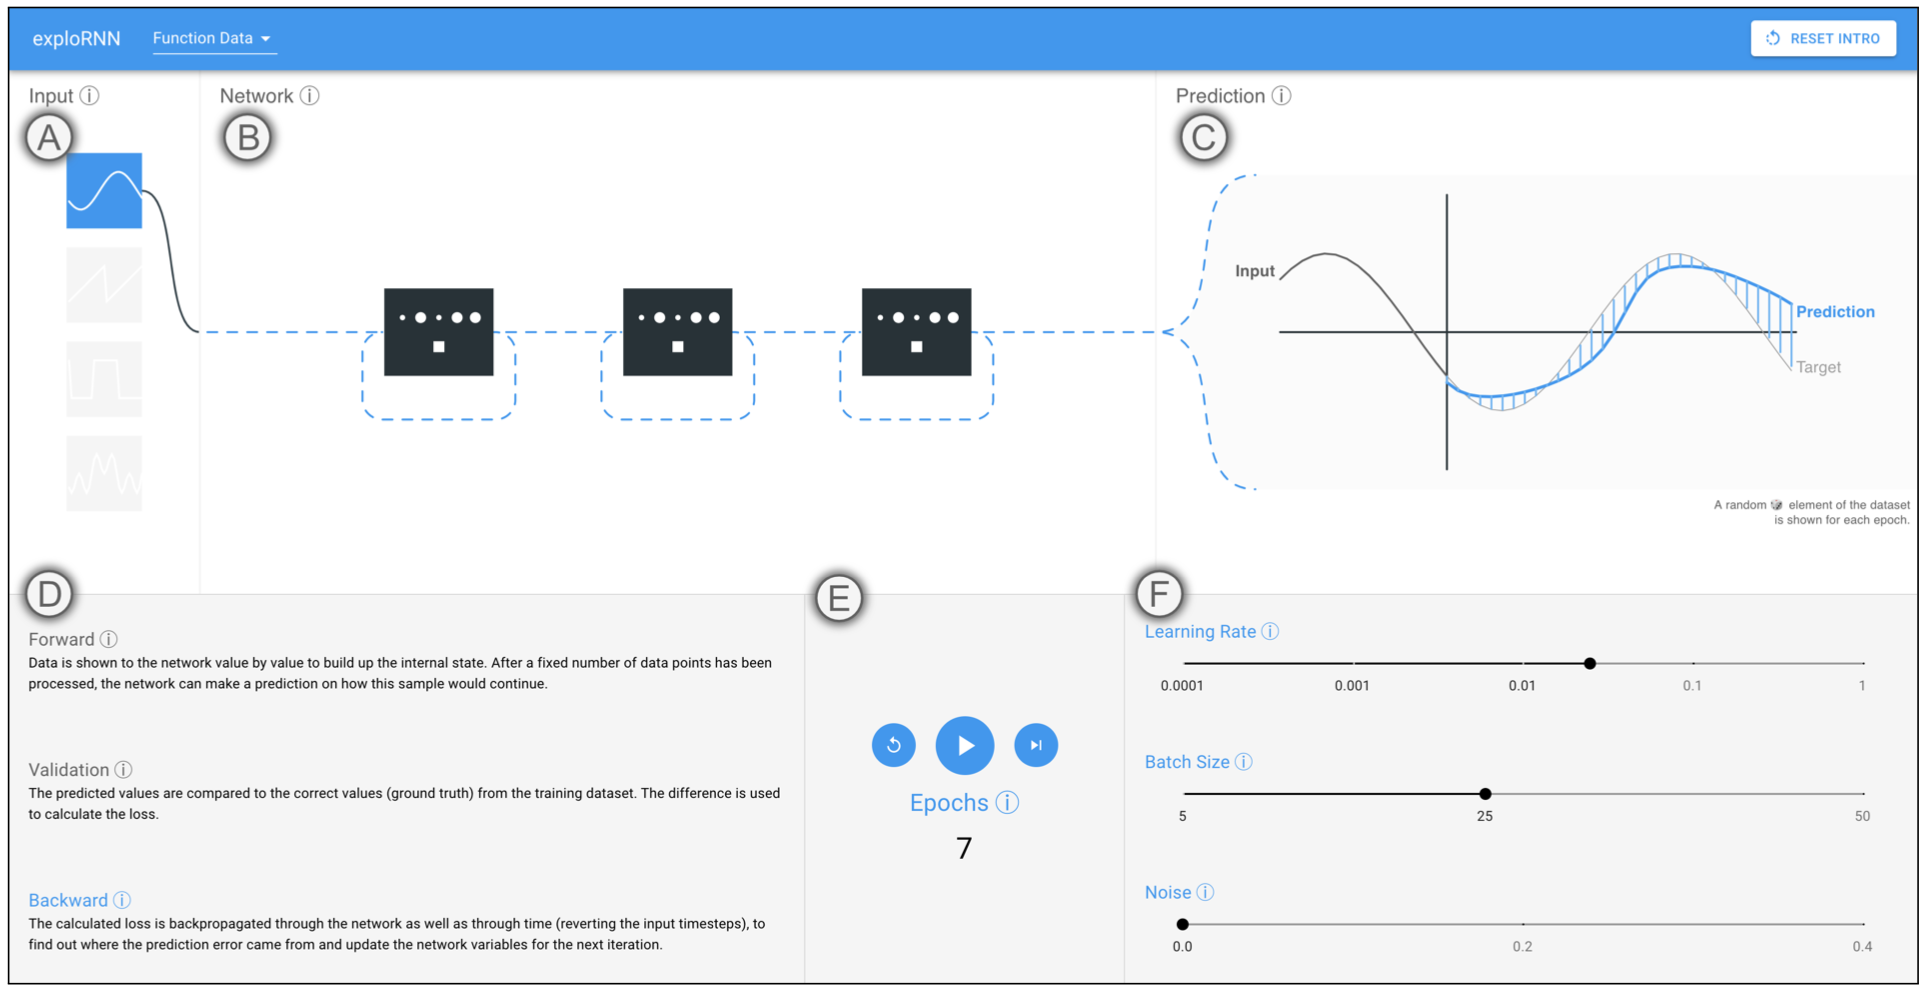 exploRNN
Function Data
RESET INTRO
Input
Network
Prediction
A
B
C
Input
Prediction
Target
A random element of the dataset
is shown for each epoch.
D
E
F
Forward
Data is shown to the network value by value to build up the internal state. After a fixed number of data points has been
processed, the network can make a prediction on how this sample would continue.
Validation
The predicted values are compared to the correct values (ground truth) from the training dataset. The difference is used
to calculate the loss.
Backward
The calculated loss is backpropagated through the network as well as through time (reverting the input timesteps), to
find out where the prediction error came from and update the network variables for the next iteration.
Epochs
7
Learning Rate
0.0001 0.001 0.01 0.1 1
Batch Size
5 25 50
Noise
0.0 0.2 0.4